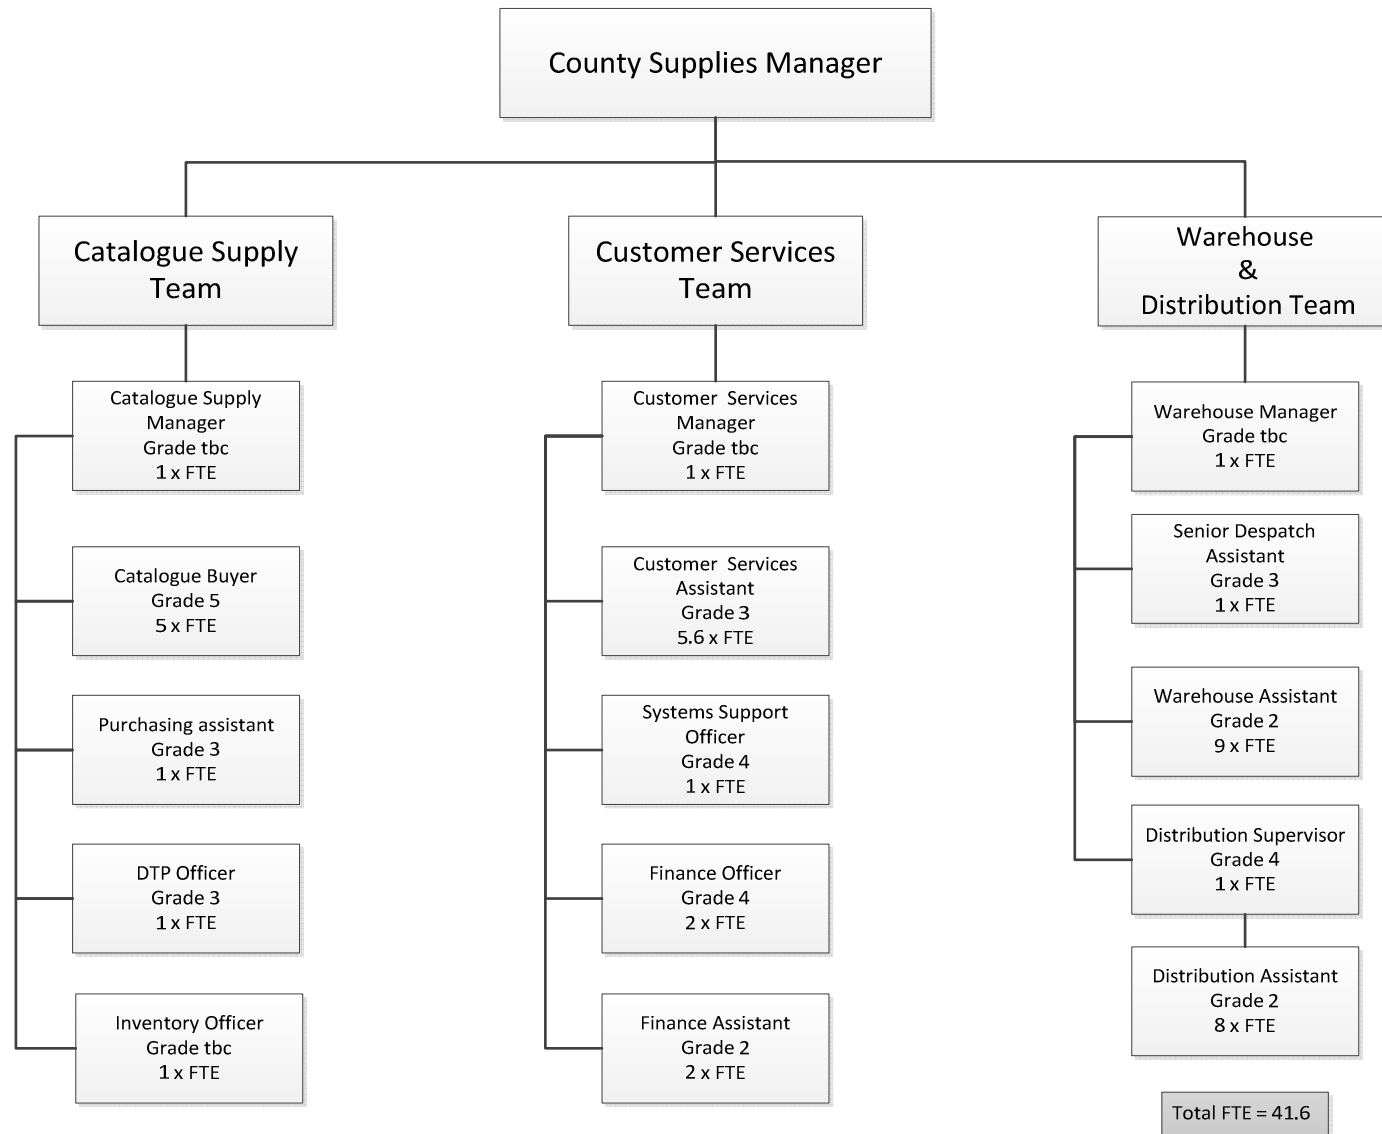 County Supplies Manager
Catalogue Supply
Team
Customer Services
Team
Warehouse
&
Distribution Team
Catalogue Supply
Manager
Grade tbc
1 x FTE
Catalogue Buyer
Grade 5
5 x FTE
Purchasing assistant
Grade 3
1 x FTE
DTP Officer
Grade 3
1 x FTE
Inventory Officer
Grade tbc
1 x FTE
Customer Services
Manager
Grade tbc
1 x FTE
Customer Services
Assistant
Grade 3
5.6 x FTE
Systems Support
Officer
Grade 4
1 x FTE
Finance Officer
Grade 4
2 x FTE
Finance Assistant
Grade 2
2 x FTE
Warehouse Manager
Grade tbc
1 x FTE
Senior Despatch
Assistant
Grade 3
1 x FTE
Warehouse Assistant
Grade 2
9 x FTE
Distribution Supervisor
Grade 4
1 x FTE
Distribution Assistant
Grade 2
8 x FTE
Total FTE = 41.6